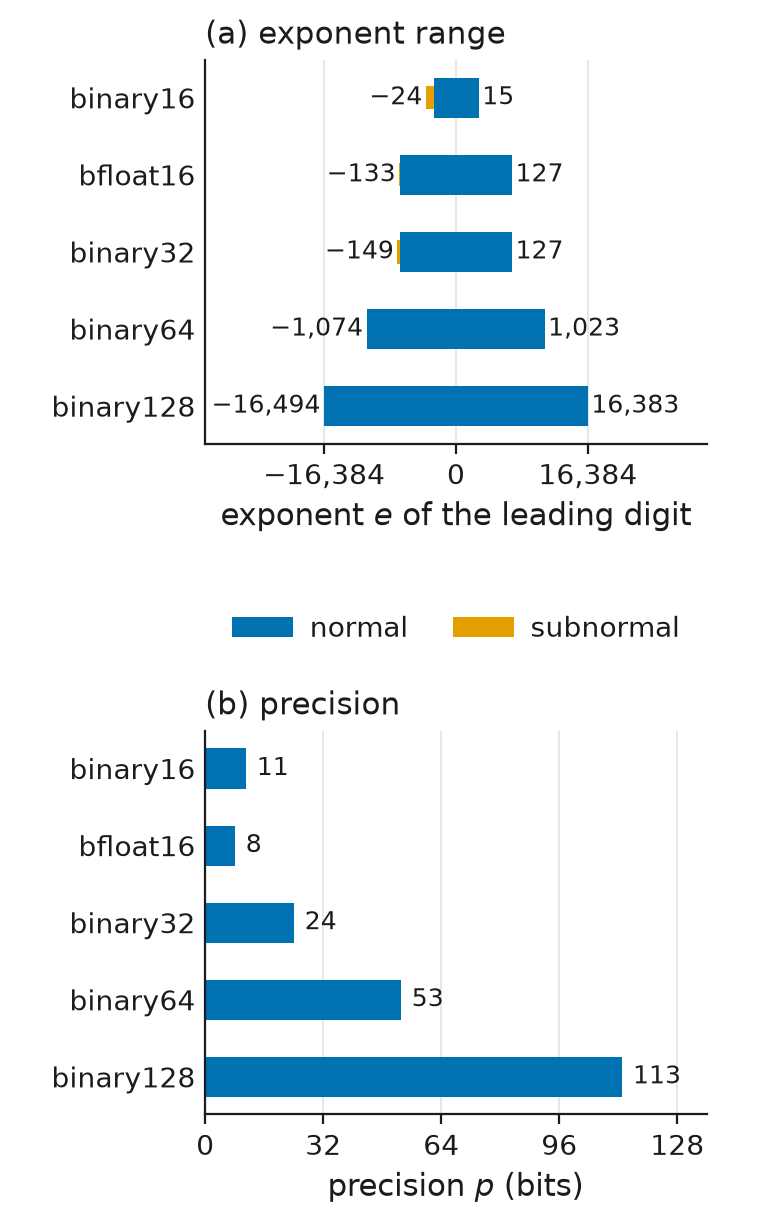 (a) exponent range
binary16
−24
15
bfloat16
−133
127
binary32
−149
127
binary64
−1,074
1,023
binary128
−16,494
16,383
−16,384
0
16,384
exponent e of the leading digit
normal
subnormal
(b) precision
binary16
11
bfloat16
8
binary32
24
binary64
53
binary128
113
0
32
64
96
128
precision p (bits)